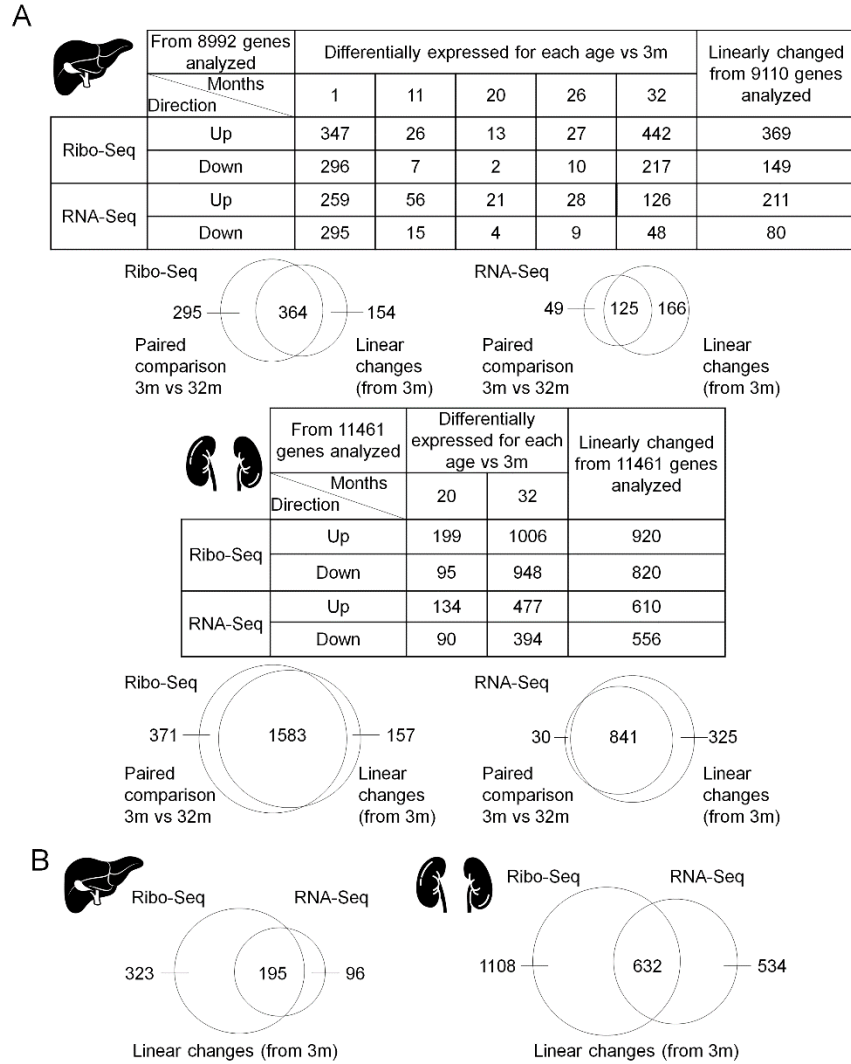 A
From 8992 genes analyzed
Differentially expressed for each age vs 3m
Linearly changed from 9110 genes analyzed
Months
Direction
1 11 20 26 32
Ribo-Seq
Up 347 26 13 27 442 369
Down 296 7 2 10 217 149
RNA-Seq
Up 259 56 21 28 126 211
Down 295 15 4 9 48 80
Ribo-Seq
295 364 154
Paired comparison 3m vs 32m
Linear changes (from 3m)
RNA-Seq
49 125 166
Paired comparison 3m vs 32m
Linear changes (from 3m)
From 11461 genes analyzed
Differentially expressed for each age vs 3m
Linearly changed from 11461 genes analyzed
Months
Direction
20 32
Ribo-Seq
Up 199 1006 920
Down 95 948 820
RNA-Seq
Up 134 477 610
Down 90 394 556
Ribo-Seq
371 1583 157
Paired comparison 3m vs 32m
Linear changes (from 3m)
RNA-Seq
30 841 325
Paired comparison 3m vs 32m
Linear changes (from 3m)
B
Ribo-Seq RNA-Seq
323 195 96
Linear changes (from 3m)
Ribo-Seq RNA-Seq
1108 632 534
Linear changes (from 3m)